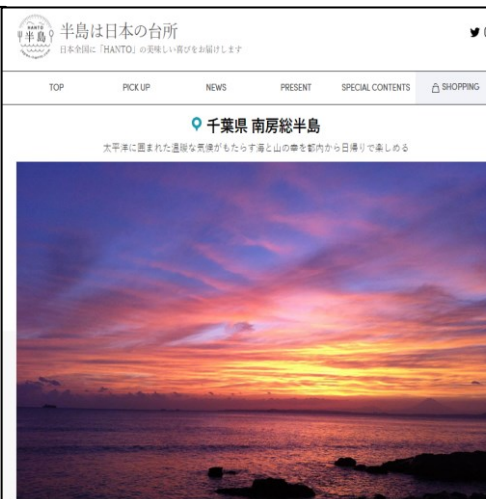 HANTO
半島
半島は日本の台所
日本全国に「HANTO」の美味しい喜びをお届けします
TOP
PICK UP
NEWS
PRESENT
SPECIAL CONTENTS
SHOPPING
千葉県 南房総半島
太平洋に囲まれた温暖な気候がもたらす海と山の幸を都内から日帰りで楽しめる